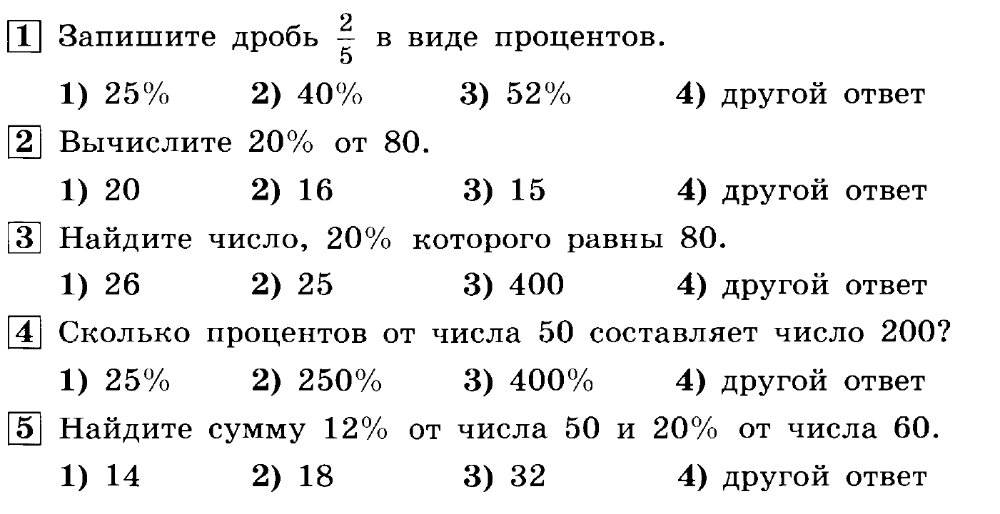 1 Запишите дробь 2/5 в виде процентов.
1) 25% 2) 40% 3) 52% 4) другой ответ
2 Вычислите 20% от 80.
1) 20 2) 16 3) 15 4) другой ответ
3 Найдите число, 20% которого равны 80.
1) 26 2) 25 3) 400 4) другой ответ
4 Сколько процентов от числа 50 составляет число 200?
1) 25% 2) 250% 3) 400% 4) другой ответ
5 Найдите сумму 12% от числа 50 и 20% от числа 60.
1) 14 2) 18 3) 32 4) другой ответ